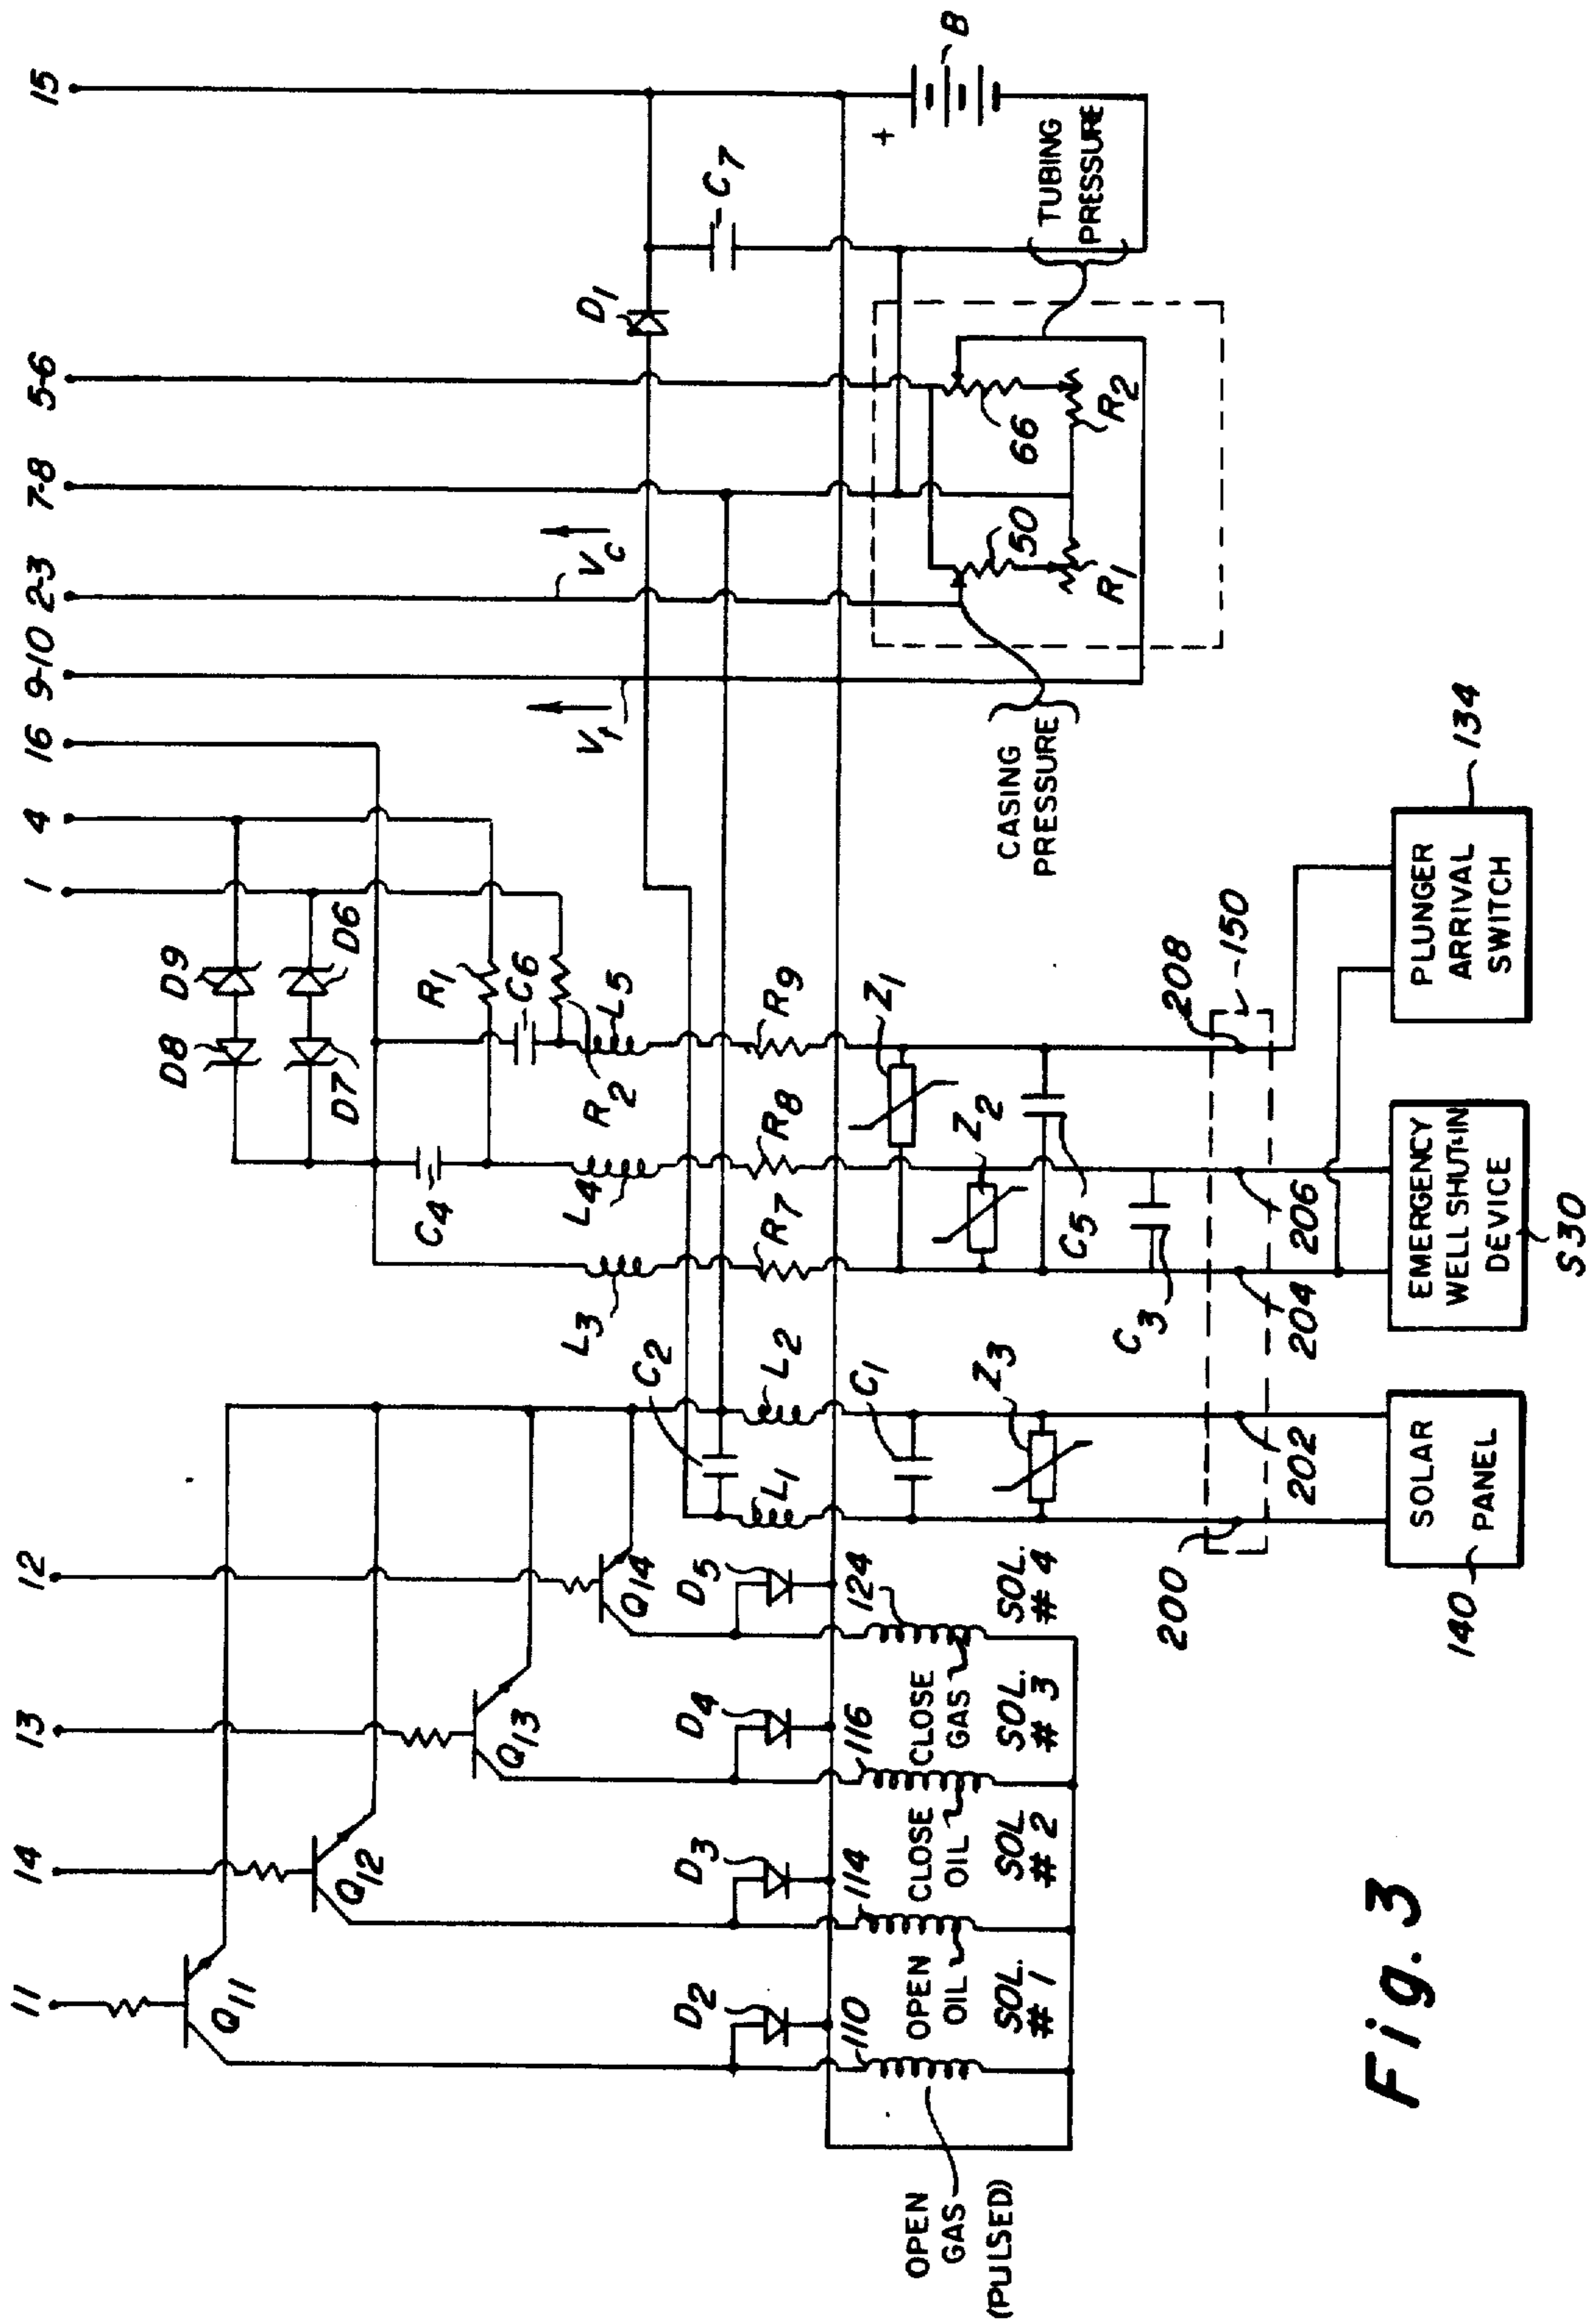 11
14
13
12
1
4
16
9-10
2-3
7-8
5-6
15
Q11
Q12
Q13
Q14
D8
D9
D7
D6
C4
R1
C6
R2
L5
L4
L3
R7
R8
R9
Vt
Vc
D1
C7
B
+
C2
L1
L2
C1
Z3
Z1
Z2
C5
C3
D2
D3
D4
D5
110
114
116
124
OPEN
GAS
(PULSED)
OPEN
OIL
CLOSE
OIL
CLOSE
GAS
SOL.
# 1
SOL
# 2
SOL.
# 3
SOL.
# 4
CASING
PRESSURE
TUBING
PRESSURE
50
66
R1
R2
200
202
204
206
208
150
SOLAR
PANEL
140
EMERGENCY
WELL SHUT-IN
DEVICE
S30
PLUNGER
ARRIVAL
SWITCH
134
Fig. 3